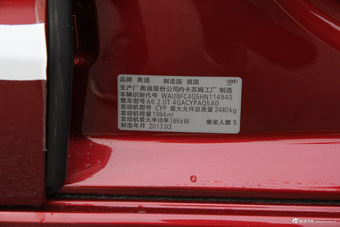 品牌 奥迪 制造国 德国
生产厂 奥迪股份公司内卡苏姆工厂 制造
车辆识别代号 WAU8FC4G5HN114940
整车型号 A6 2.0T 4GACYPAQ5A0
发动机型号 CYP 最大允许总质量 2440kg
发动机排量 1984ml
发动机最大净功率 185kW 乘坐人数 5
制造年月 2017.03